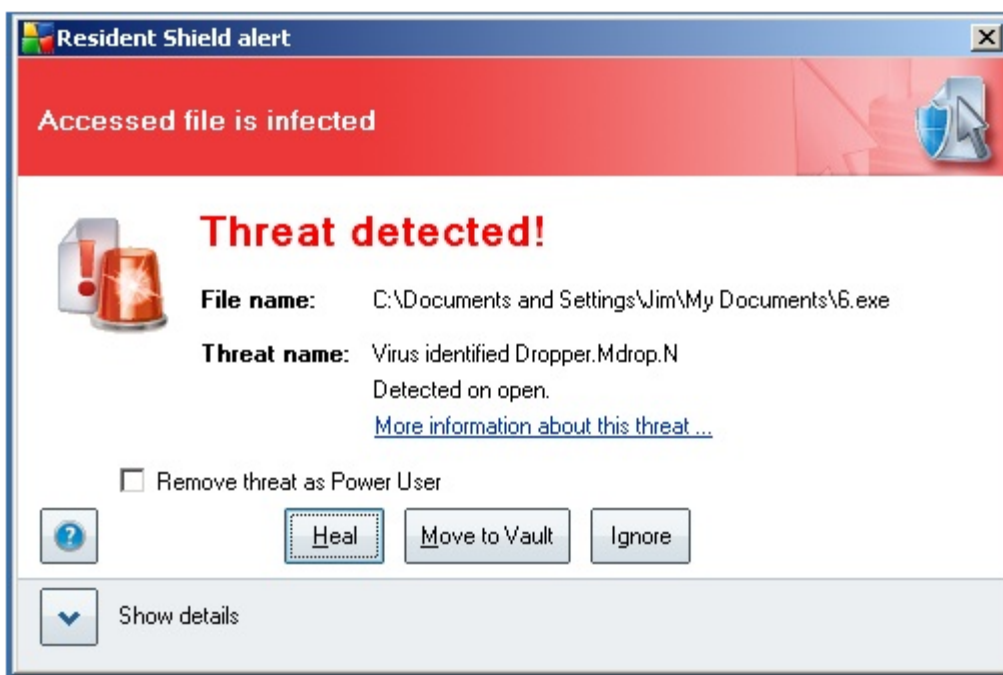 Resident Shield alert
Accessed file is infected
Threat detected!
File name: C:\Documents and Settings\Jim\My Documents\6.exe
Threat name: Virus identified Dropper.Mdrop.N
Detected on open.
More information about this threat ...
Remove threat as Power User
Heal Move to Vault Ignore
Show details